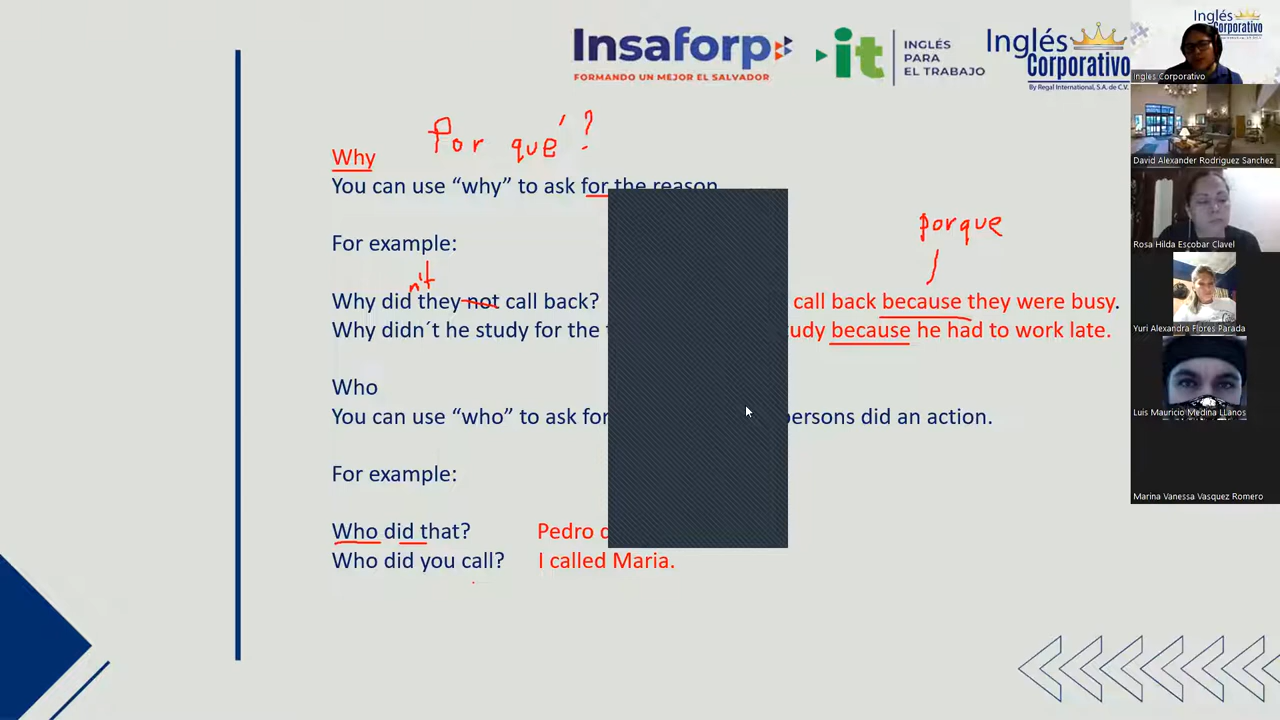 Insaforp
FORMANDO UN MEJOR EL SALVADOR
it
INGLÉS
PARA
EL TRABAJO
Inglés
Corporativo
By Regal International, S.A. de C.V.
Inglés
Corporativo
Ingles Corporativo
David Alexander Rodriguez Sanchez
Rosa Hilda Escobar Clavel
Yuri Alexandra Flores Parada
Luis Mauricio Medina LLanos
Marina Vanessa Vasquez Romero
Por qué ?
Why
You can use “why” to ask for the reason
porque
For example:
n't
Why did they not call back? call back because they were busy.
Why didn´t he study for the because he had to work late.
Who
You can use “who” to ask for persons did an action.
For example:
Who did that? Pedro
Who did you call? I called Maria.